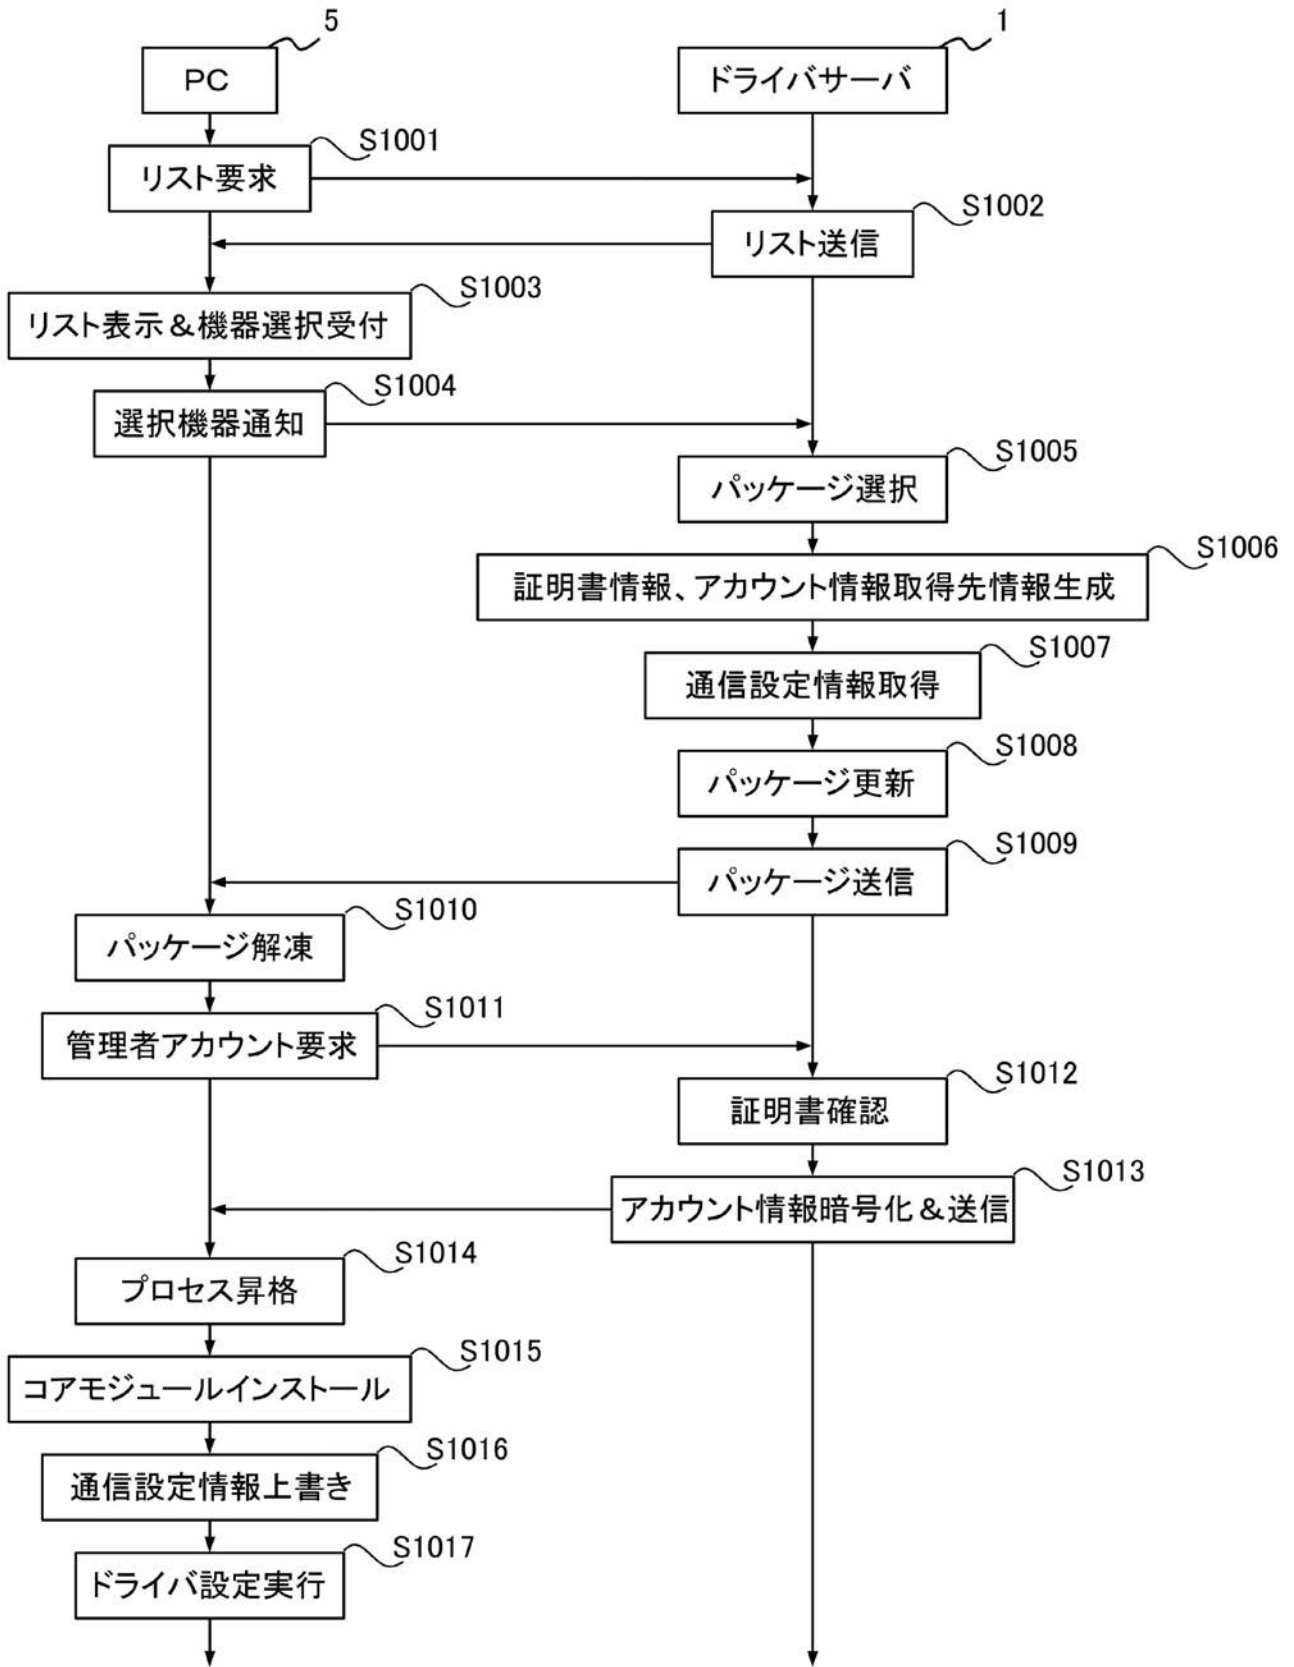 5
1
PC
ドライバサーバ
S1001
リスト要求
S1002
リスト送信
S1003
リスト表示&機器選択受付
S1004
選択機器通知
S1005
パッケージ選択
S1006
証明書情報、アカウント情報取得先情報生成
S1007
通信設定情報取得
S1008
パッケージ更新
S1009
パッケージ送信
S1010
パッケージ解凍
S1011
管理者アカウント要求
S1012
証明書確認
S1013
アカウント情報暗号化&送信
S1014
プロセス昇格
S1015
コアモジュールインストール
S1016
通信設定情報上書き
S1017
ドライバ設定実行